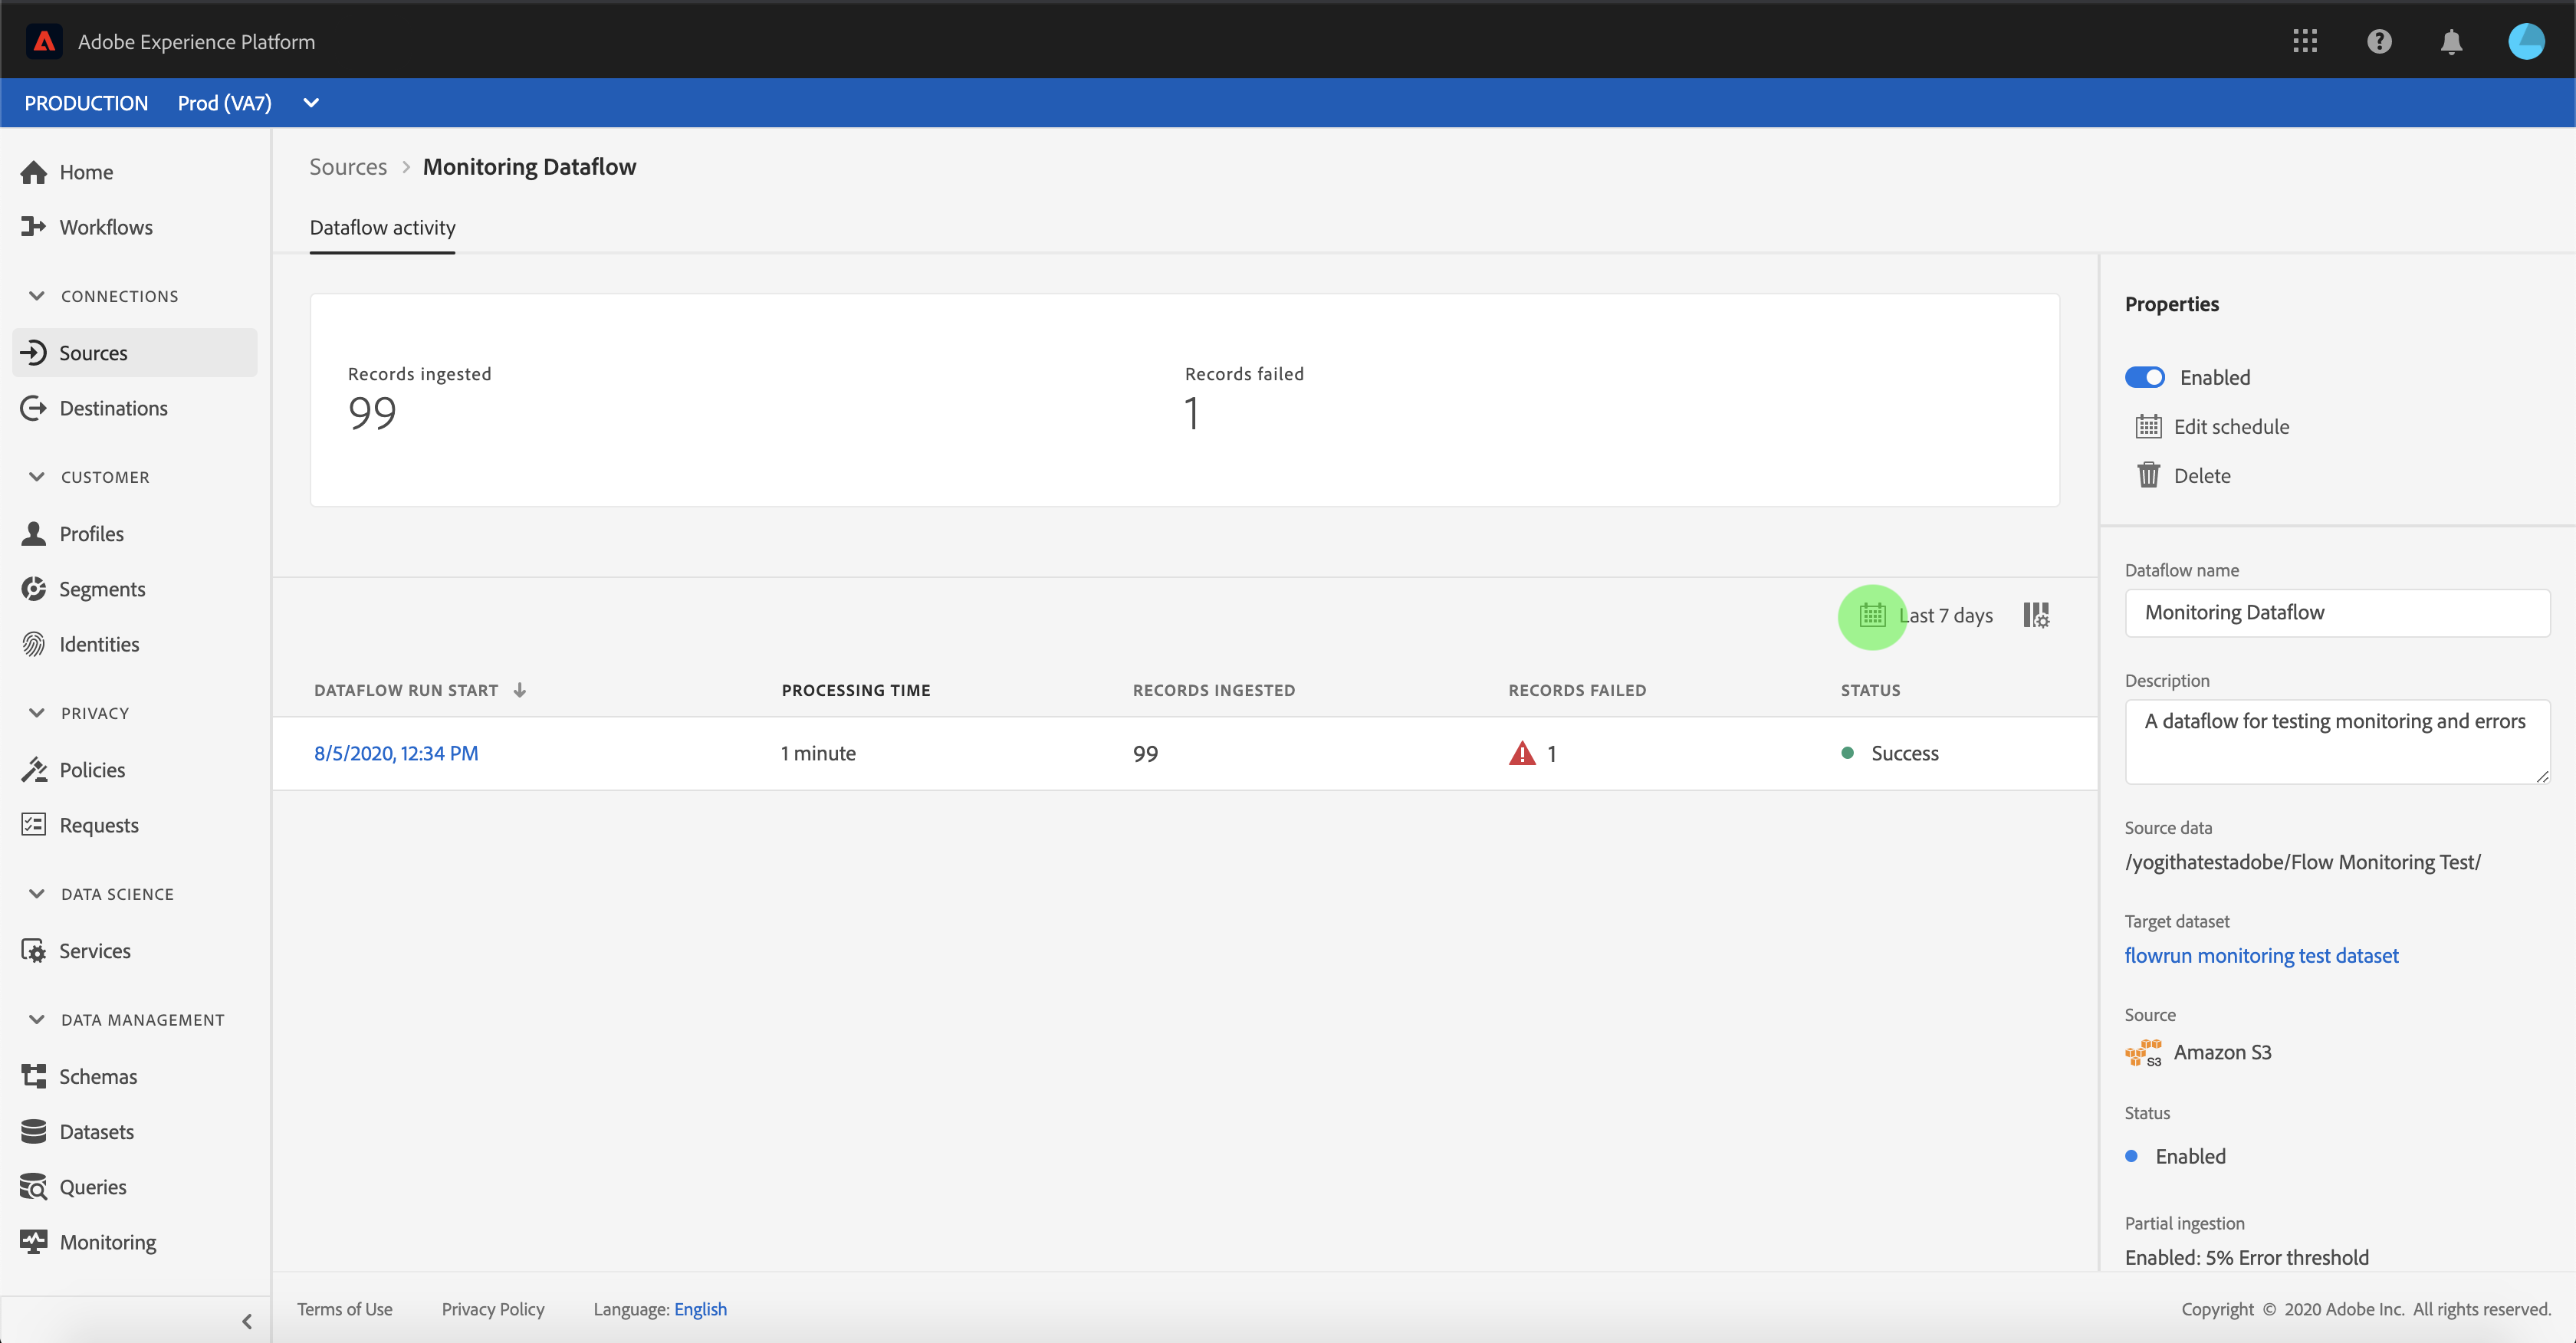 Adobe Experience Platform
PRODUCTION Prod (VA7)
Home
Workflows
CONNECTIONS
Sources
Destinations
CUSTOMER
Profiles
Segments
Identities
PRIVACY
Policies
Requests
DATA SCIENCE
Services
DATA MANAGEMENT
Schemas
Datasets
Queries
Monitoring
Sources > Monitoring Dataflow
Dataflow activity
Records ingested
99
Records failed
1
Last 7 days
DATAFLOW RUN START PROCESSING TIME RECORDS INGESTED RECORDS FAILED STATUS
8/5/2020, 12:34 PM 1 minute 99 1 Success
Properties
Enabled
Edit schedule
Delete
Dataflow name
Monitoring Dataflow
Description
A dataflow for testing monitoring and errors
Source data
/yogithatestadobe/Flow Monitoring Test/
Target dataset
flowrun monitoring test dataset
Source
S3 Amazon S3
Status
Enabled
Partial ingestion
Enabled: 5% Error threshold
Terms of Use Privacy Policy Language: English Copyright © 2020 Adobe Inc. All rights reserved.